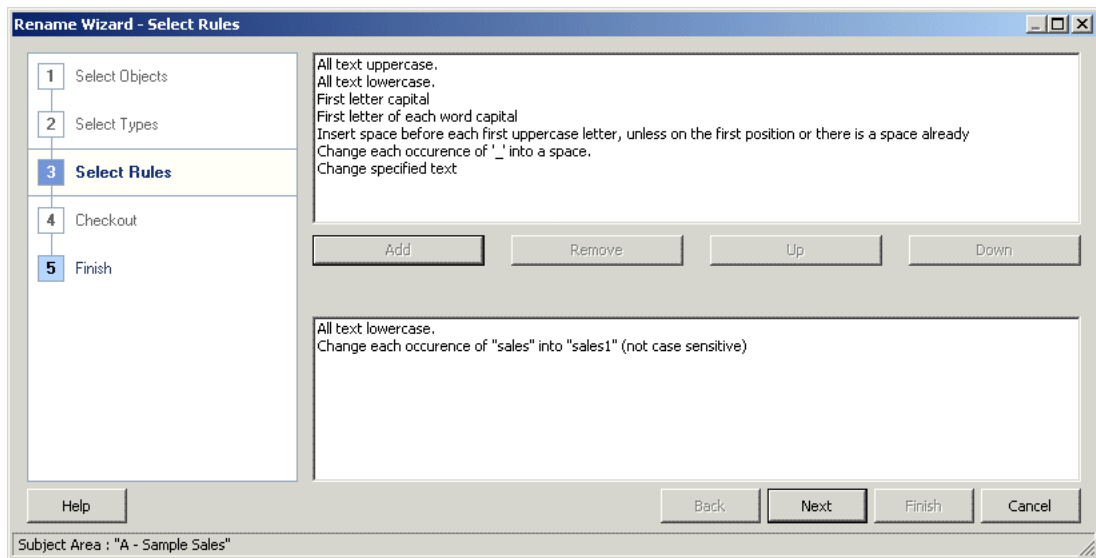 Rename Wizard - Select Rules
1 Select Objects
2 Select Types
3 Select Rules
4 Checkout
5 Finish
All text uppercase.
All text lowercase.
First letter capital
First letter of each word capital
Insert space before each first uppercase letter, unless on the first position or there is a space already
Change each occurence of '_' into a space.
Change specified text
Add Remove Up Down
All text lowercase.
Change each occurence of "sales" into "sales1" (not case sensitive)
Help Back Next Finish Cancel
Subject Area : "A - Sample Sales"